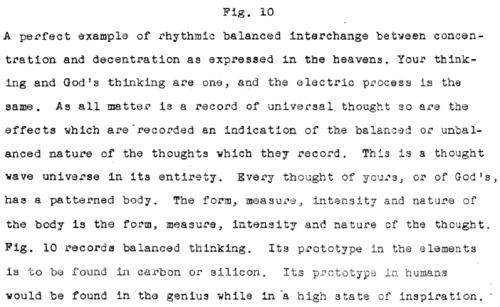 Fig. 10
A perfect example of rhythmic balanced interchange between concen-
tration and decentration as expressed in the heavens. Your think-
ing and God's thinking are one, and the electric process is the
same. As all matter is a record of universal thought so are the
effects which are recorded an indication of the balanced or unbal-
anced nature of the thoughts which they record. This is a thought
wave universe in its entirety. Every thought of yours, or of God's,
has a patterned body. The form, measure, intensity and nature of
the body is the form, measure, intensity and nature of the thought.
Fig. 10 records balanced thinking. Its prototype in the elements
is to be found in carbon or silicon. Its prototype in humans
would be found in the genius while in a high state of inspiration.